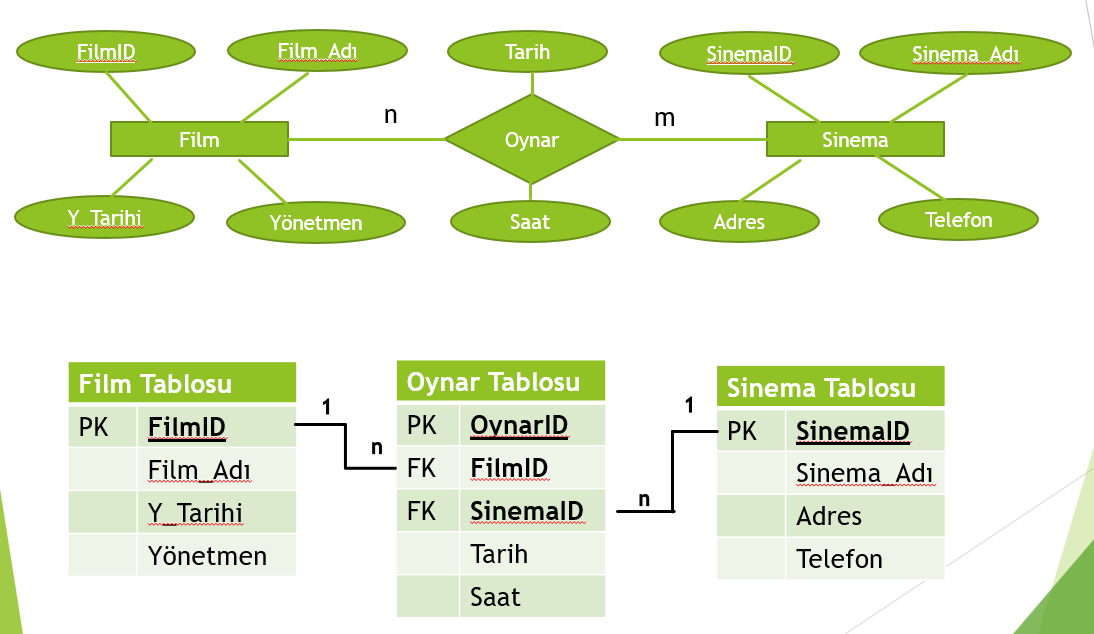 FilmID
Film_Adı
Tarih
SinemaID
Sinema_Adı
n
m
Film
Oynar
Sinema
Y_Tarihi
Yönetmen
Saat
Adres
Telefon
Film Tablosu
PK FilmID
Film_Adı
Y_Tarihi
Yönetmen
1
n
Oynar Tablosu
PK OynarID
FK FilmID
FK SinemaID
Tarih
Saat
1
n
Sinema Tablosu
PK SinemaID
Sinema_Adı
Adres
Telefon